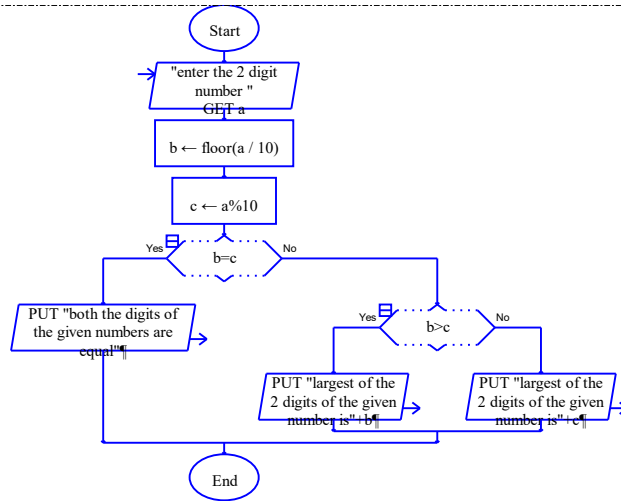 Start
"enter the 2 digit
number "
GET a
b ← floor(a / 10)
c ← a%10
Yes
No
b=c
PUT "both the digits of
the given numbers are
equal"¶
Yes
No
b>c
PUT "largest of the
2 digits of the given
number is"+b¶
PUT "largest of the
2 digits of the given
number is"+c¶
End